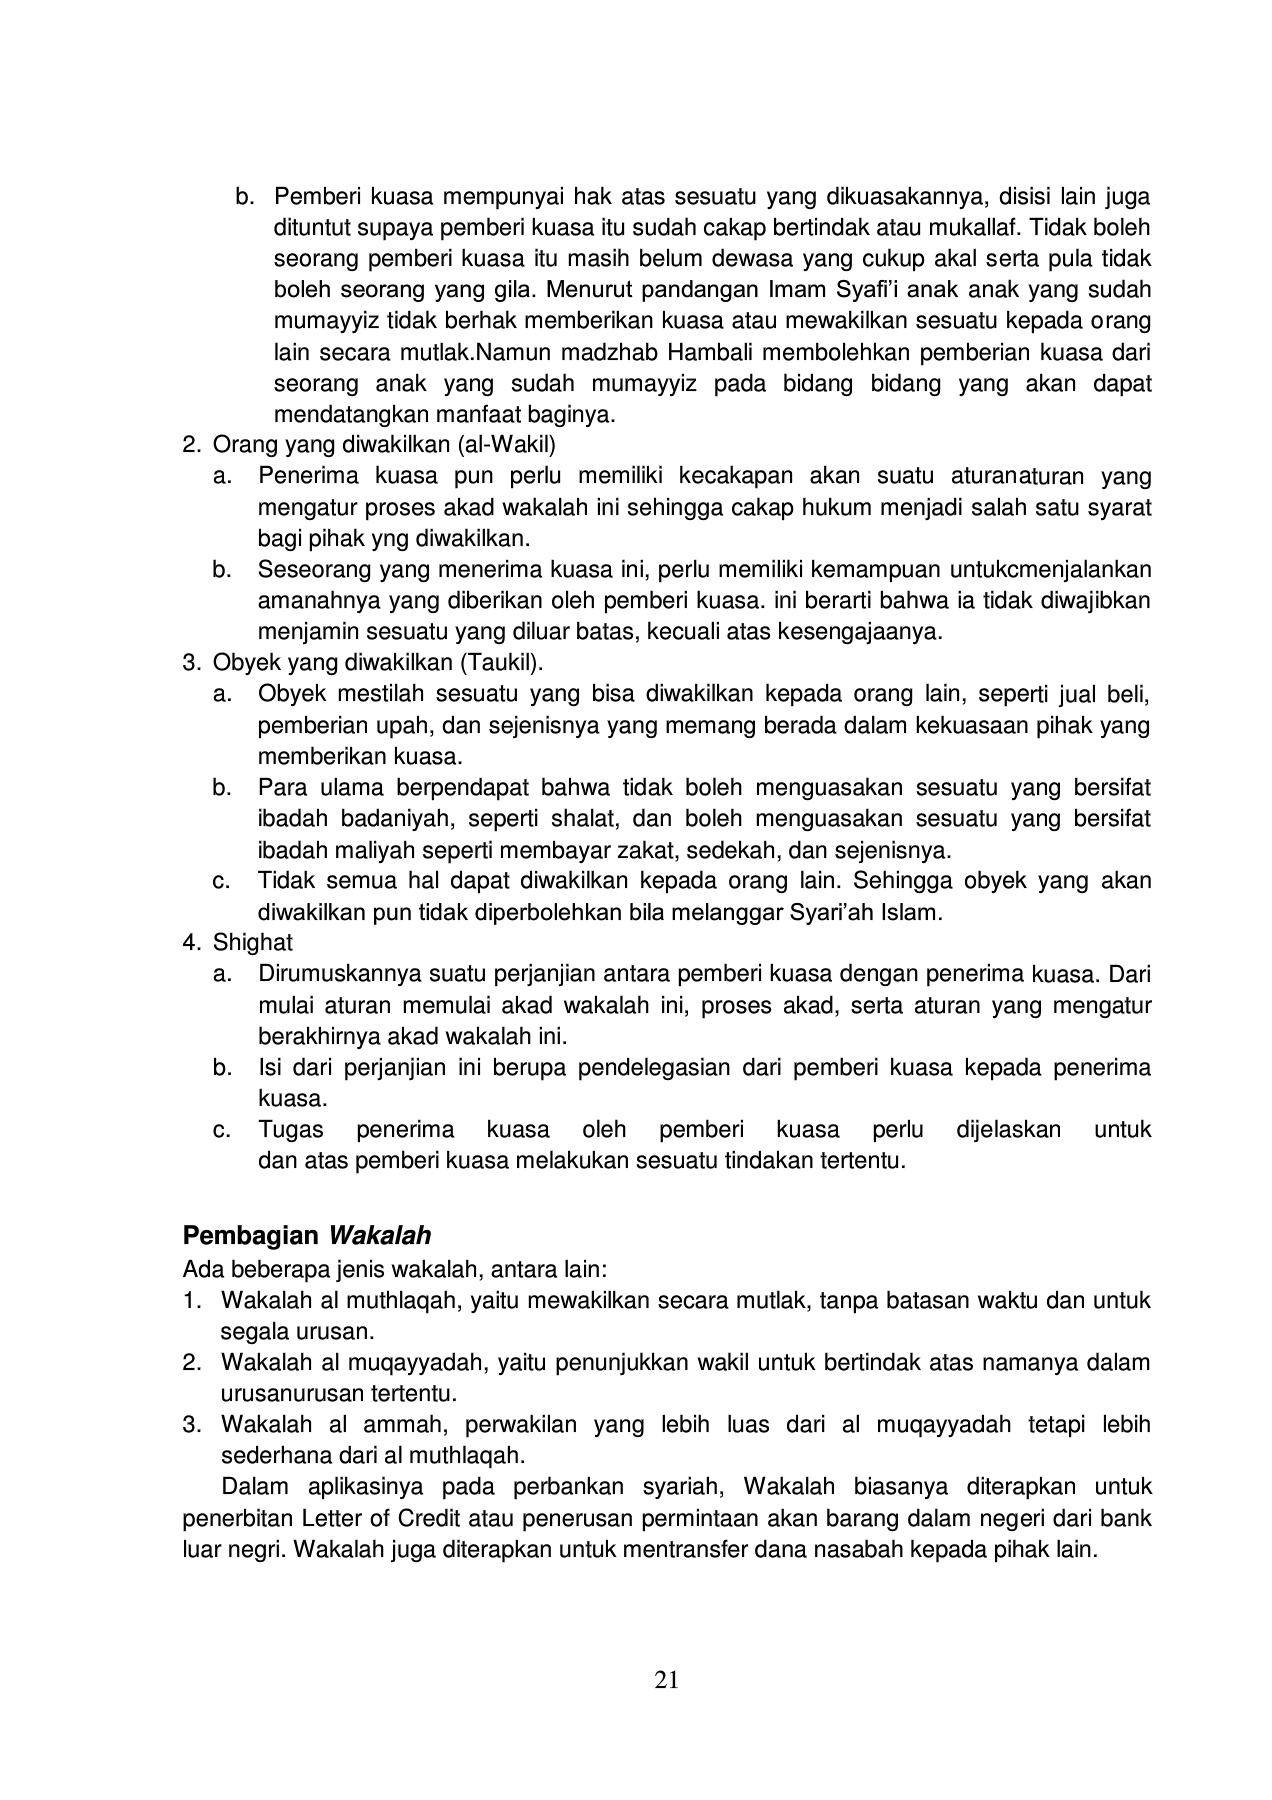 b. Pemberi kuasa mempunyai hak atas sesuatu yang dikuasakannya, disisi lain juga
dituntut supaya pemberi kuasa itu sudah cakap bertindak atau mukallaf. Tidak boleh
seorang pemberi kuasa itu masih belum dewasa yang cukup akal serta pula tidak
boleh seorang yang gila. Menurut pandangan Imam Syafi'i anak anak yang sudah
mumayyiz tidak berhak memberikan kuasa atau mewakilkan sesuatu kepada orang
lain secara mutlak.Namun madzhab Hambali membolehkan pemberian kuasa dari
seorang anak yang sudah mumayyiz pada bidang bidang yang akan dapat
mendatangkan manfaat baginya.
2. Orang yang diwakilkan (al-Wakil)
a. Penerima kuasa pun perlu memiliki kecakapan akan suatu aturanaturan yang
mengatur proses akad wakalah ini sehingga cakap hukum menjadi salah satu syarat
bagi pihak yng diwakilkan.
b. Seseorang yang menerima kuasa ini, perlu memiliki kemampuan untukcmenjalankan
amanahnya yang diberikan oleh pemberi kuasa. ini berarti bahwa ia tidak diwajibkan
menjamin sesuatu yang diluar batas, kecuali atas kesengajaanya.
3. Obyek yang diwakilkan (Taukil).
a. Obyek mestilah sesuatu yang bisa diwakilkan kepada orang lain, seperti jual beli,
pemberian upah, dan sejenisnya yang memang berada dalam kekuasaan pihak yang
memberikan kuasa.
b. Para ulama berpendapat bahwa tidak boleh menguasakan sesuatu yang bersifat
ibadah badaniyah, seperti shalat, dan boleh menguasakan sesuatu yang bersifat
ibadah maliyah seperti membayar zakat, sedekah, dan sejenisnya.
c. Tidak semua hal dapat diwakilkan kepada orang lain. Sehingga obyek yang akan
diwakilkan pun tidak diperbolehkan bila melanggar Syari'ah Islam.
4. Shighat
a. Dirumuskannya suatu perjanjian antara pemberi kuasa dengan penerima kuasa. Dari
mulai aturan memulai akad wakalah ini, proses akad, serta aturan yang mengatur
berakhirnya akad wakalah ini.
b. Isi dari perjanjian ini berupa pendelegasian dari pemberi kuasa kepada penerima
kuasa.
c. Tugas penerima kuasa oleh pemberi kuasa perlu dijelaskan untuk
dan atas pemberi kuasa melakukan sesuatu tindakan tertentu.
Pembagian Wakalah
Ada beberapa jenis wakalah, antara lain:
1. Wakalah al muthlaqah, yaitu mewakilkan secara mutlak, tanpa batasan waktu dan untuk
segala urusan.
2. Wakalah al muqayyadah, yaitu penunjukkan wakil untuk bertindak atas namanya dalam
urusanurusan tertentu.
3. Wakalah al ammah, perwakilan yang lebih luas dari al muqayyadah tetapi lebih
sederhana dari al muthlaqah.
Dalam aplikasinya pada perbankan syariah, Wakalah biasanya diterapkan untuk
penerbitan Letter of Credit atau penerusan permintaan akan barang dalam negeri dari bank
luar negri. Wakalah juga diterapkan untuk mentransfer dana nasabah kepada pihak lain.
21